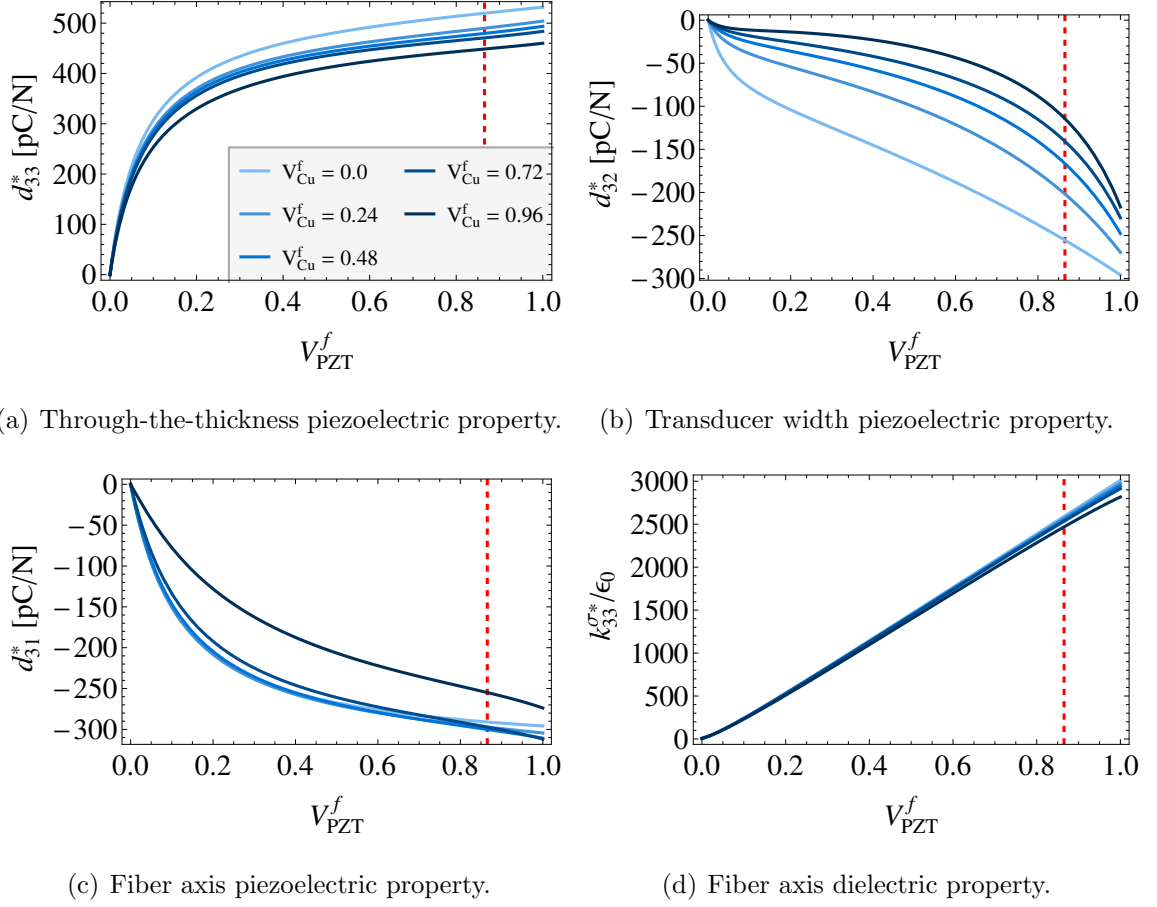 500
400
300
200
100
0
d*33 [pC/N]
V^f_Cu = 0.0
V^f_Cu = 0.72
V^f_Cu = 0.24
V^f_Cu = 0.96
V^f_Cu = 0.48
0.0 0.2 0.4 0.6 0.8 1.0
V^f_PZT
0
−50
−100
−150
−200
−250
−300
d*32 [pC/N]
0.0 0.2 0.4 0.6 0.8 1.0
V^f_PZT
a) Through-the-thickness piezoelectric property.
(b) Transducer width piezoelectric property.
0
−50
−100
−150
−200
−250
−300
d*31 [pC/N]
0.0 0.2 0.4 0.6 0.8 1.0
V^f_PZT
3000
2500
2000
1500
1000
500
0
k^σ*_33/ϵ0
0.0 0.2 0.4 0.6 0.8 1.0
V^f_PZT
(c) Fiber axis piezoelectric property.
(d) Fiber axis dielectric property.